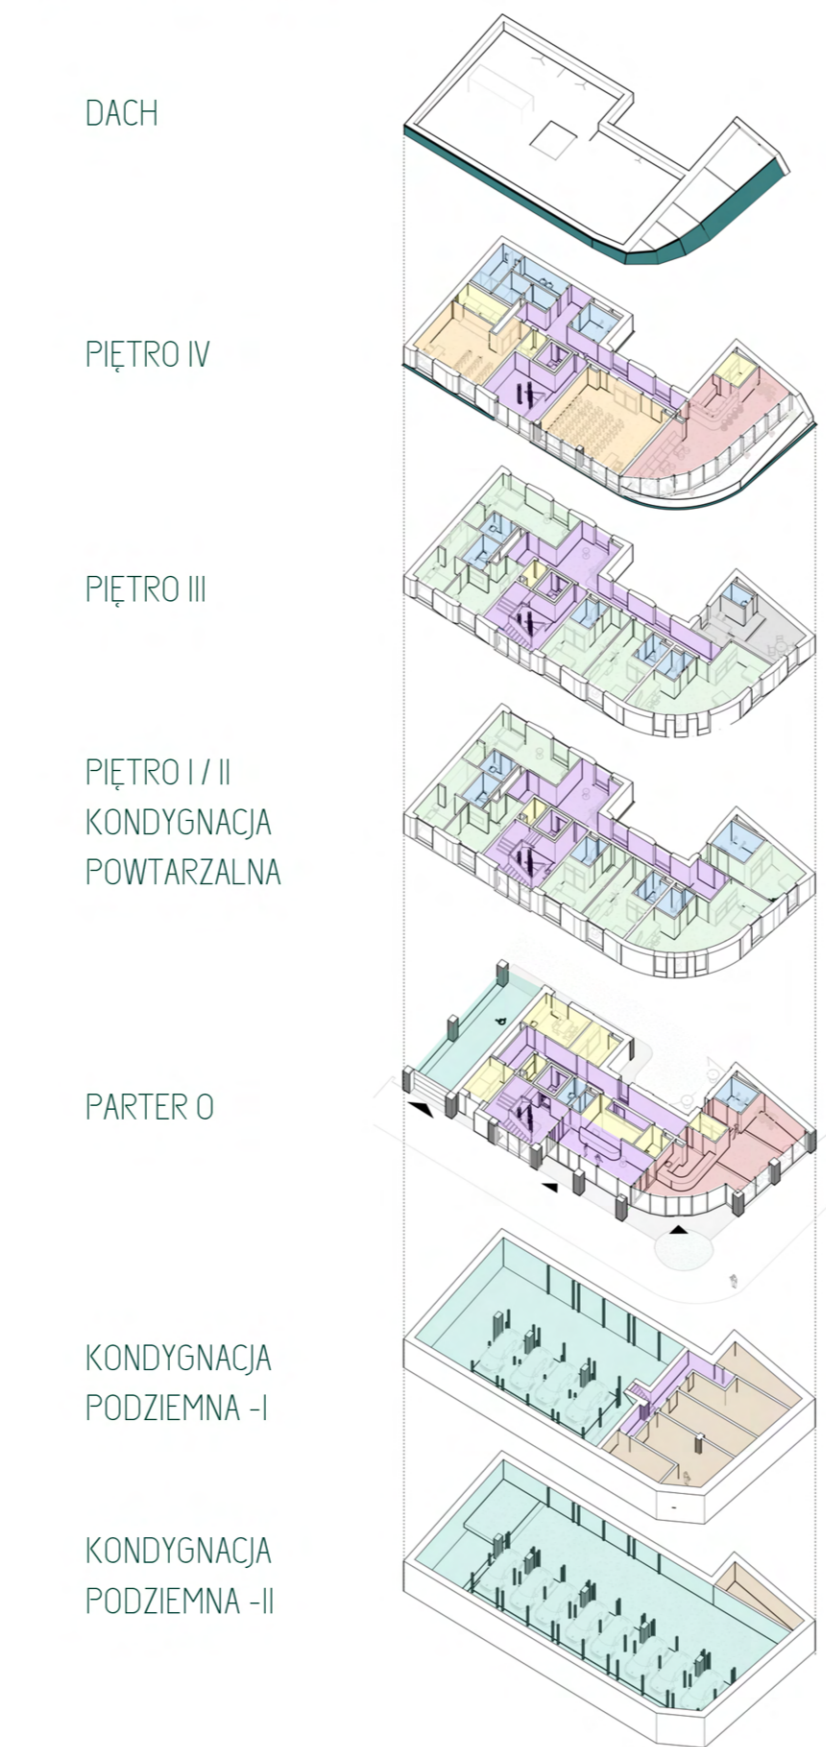 DACH
PIĘTRO IV
PIĘTRO III
PIĘTRO I / II
KONDYGNACJA
POWTARZALNA
PARTER 0
KONDYGNACJA
PODZIEMNA -I
KONDYGNACJA
PODZIEMNA -II